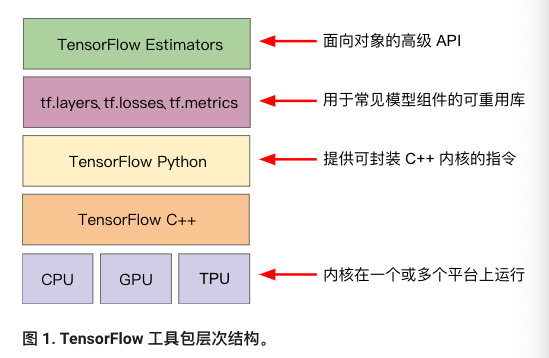 TensorFlow Estimators
面向对象的高级 API
tf.layers、tf.losses、tf.metrics
用于常见模型组件的可重用库
TensorFlow Python
提供可封装 C++ 内核的指令
TensorFlow C++
CPU
GPU
TPU
内核在一个或多个平台上运行
图 1. TensorFlow 工具包层次结构。